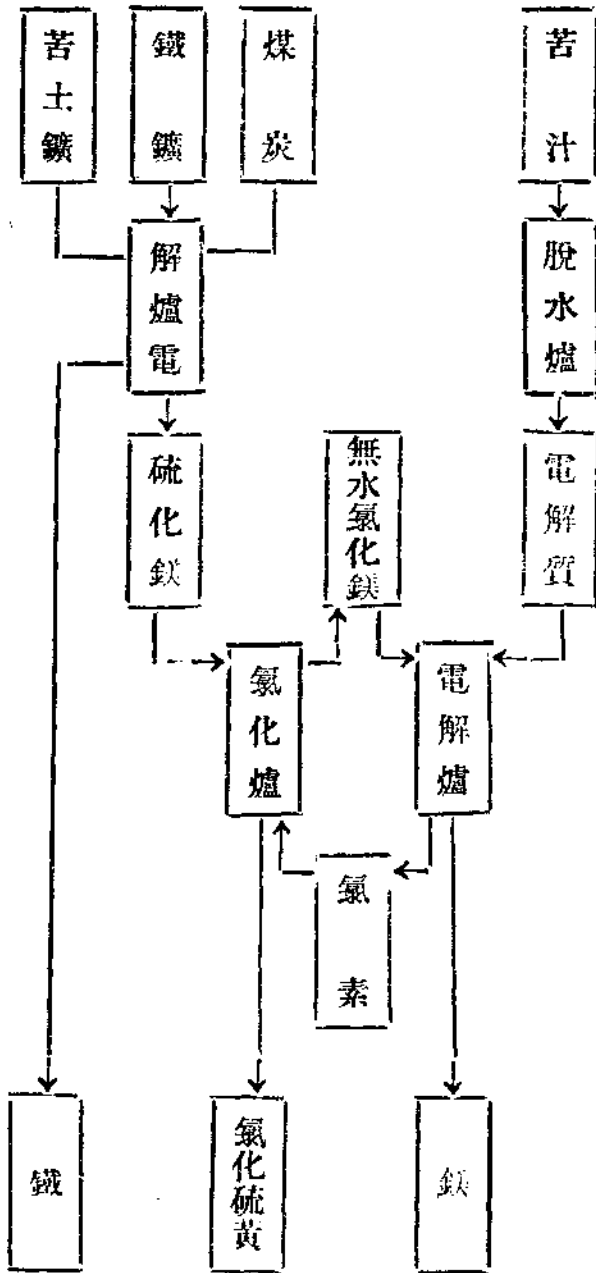 苦土鑛
鐵鑛
煤炭
苦汁
解爐電
脫水爐
硫化鎂
無水氯化鎂
電解質
氯化爐
電解爐
氯素
鐵
氯化硫黃
鎂